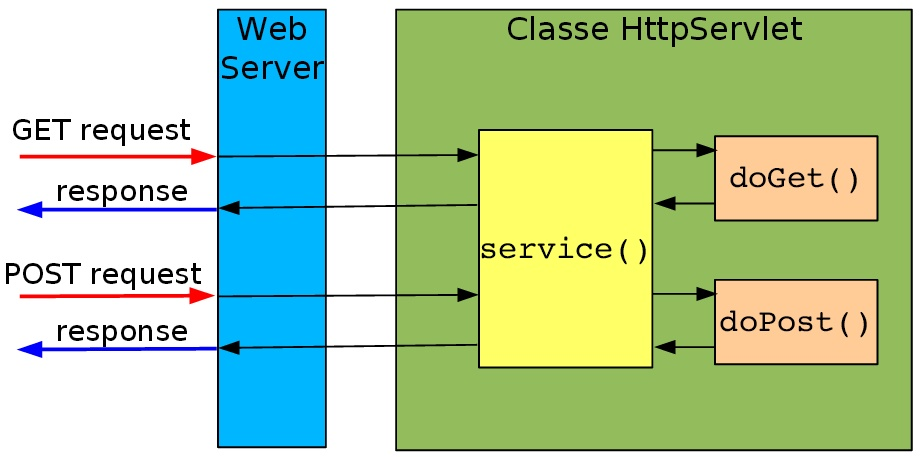 Web
Server
Classe HttpServlet
GET request
response
POST request
response
service()
doGet()
doPost()